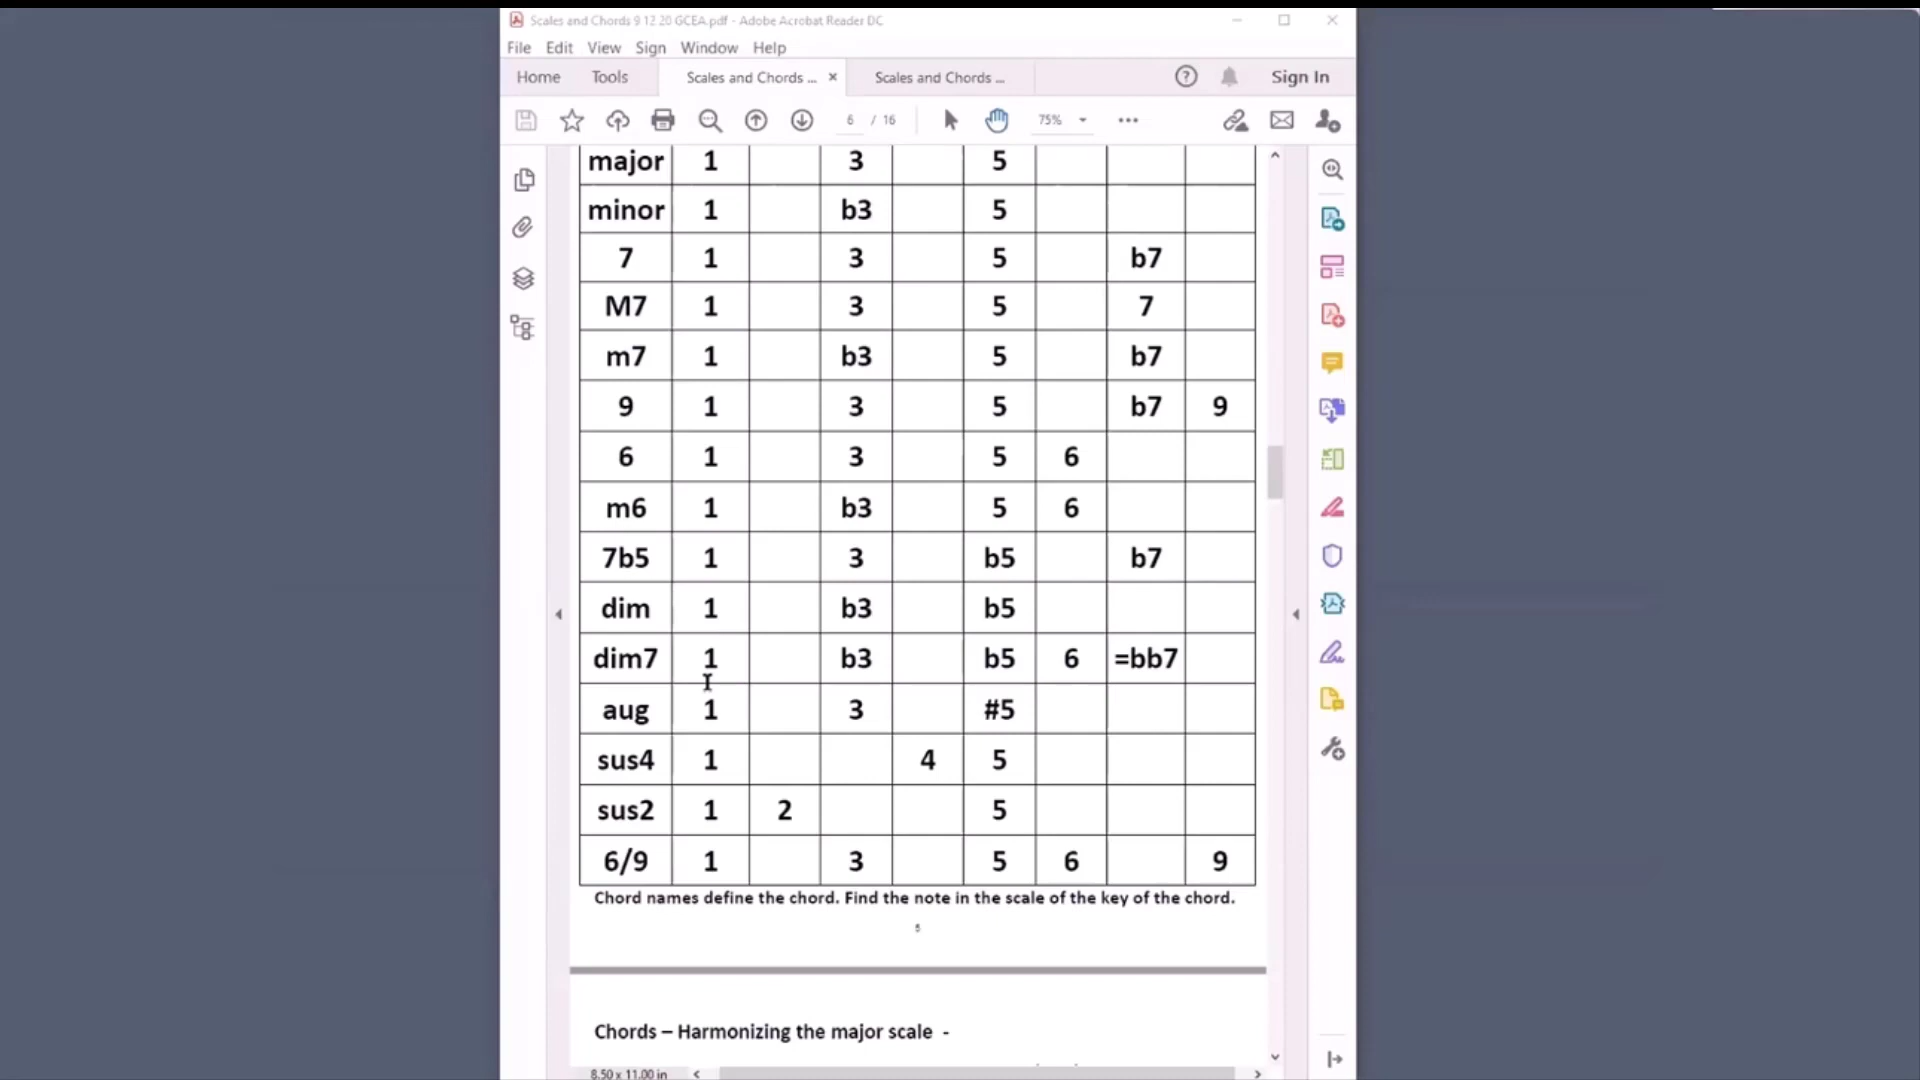 Scales and Chords 9 12 20 GCEA.pdf - Adobe Acrobat Reader DC
File Edit View Sign Window Help
Home Tools Scales and Chords ... × Scales and Chords ... Sign In
6 / 16 75%
major 1 3 5
minor 1 b3 5
7 1 3 5 b7
M7 1 3 5 7
m7 1 b3 5 b7
9 1 3 5 b7 9
6 1 3 5 6
m6 1 b3 5 6
7b5 1 3 b5 b7
dim 1 b3 b5
dim7 1 b3 b5 6 =bb7
aug 1 3 #5
sus4 1 4 5
sus2 1 2 5
6/9 1 3 5 6 9
Chord names define the chord. Find the note in the scale of the key of the chord.
Chords – Harmonizing the major scale -
8.50 x 11.00 in